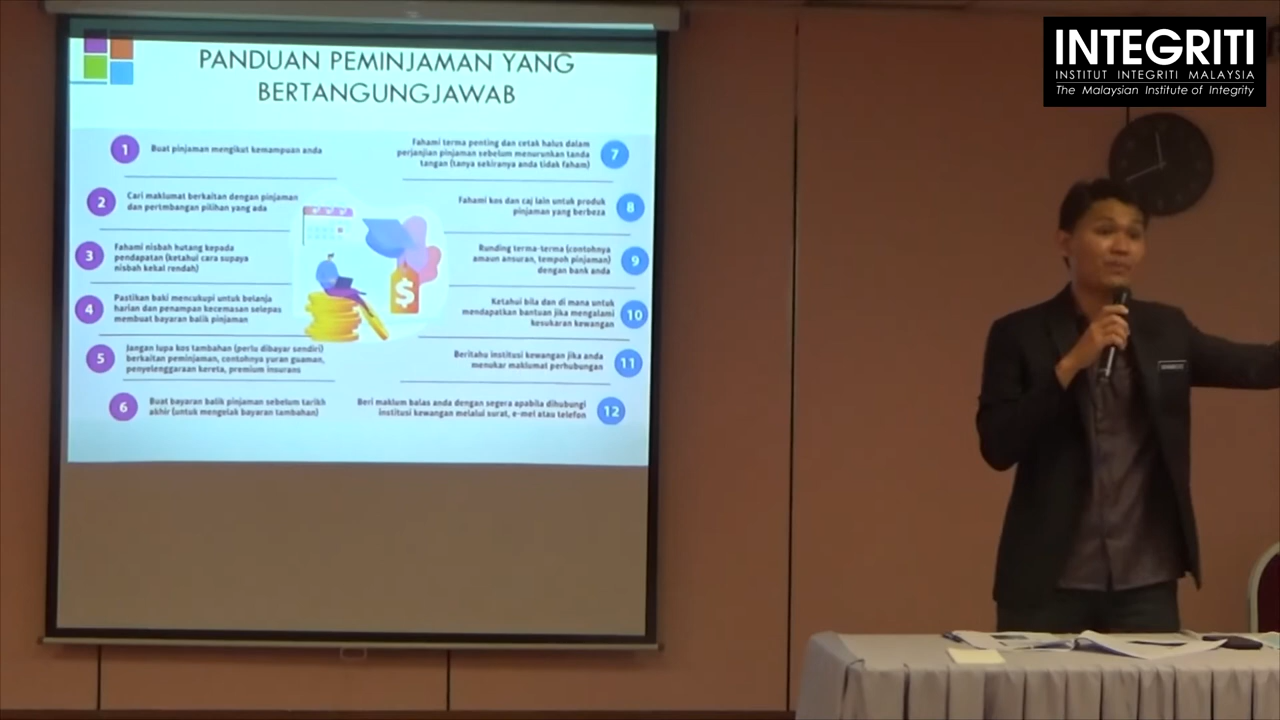 PANDUAN PEMINJAMAN YANG
BERTANGUNGJAWAB
1
Buat pinjaman mengikut kemampuan anda
2
Cari maklumat berkaitan dengan pinjaman
dan pertmbangan pilihan yang ada
3
Fahami nisbah hutang kepada
pendapatan (ketahui cara supaya
nisbah kekal rendah)
4
Pastikan baki mencukupi untuk belanja
harian dan penampan kecemasan selepas
membuat bayaran balik pinjaman
5
Jangan lupa kos tambahan (perlu dibayar sendiri)
berkaitan peminjaman, contohnya yuran guaman,
penyelenggaraan kereta, premium insurans
6
Buat bayaran balik pinjaman sebelum tarikh
akhir (untuk mengelak bayaran tambahan)
Fahami terma penting dan cetak halus dalam
perjanjian pinjaman sebelum menurunkan tanda
tangan (tanya sekiranya anda tidak faham)
7
Fahami kos dan caj lain untuk produk
pinjaman yang berbeza
8
Runding terma-terma (contohnya
amaun ansuran, tempoh pinjaman)
dengan bank anda
9
Ketahui bila dan di mana untuk
mendapatkan bantuan jika mengalami
kesukaran kewangan
10
Beritahu institusi kewangan jika anda
menukar maklumat perhubungan
11
Beri maklum balas anda dengan segera apabila dihubungi
institusi kewangan melalui surat, e-mel atau telefon
12
$
INTEGRITI
INSTITUT INTEGRITI MALAYSIA
The Malaysian Institute of Integrity